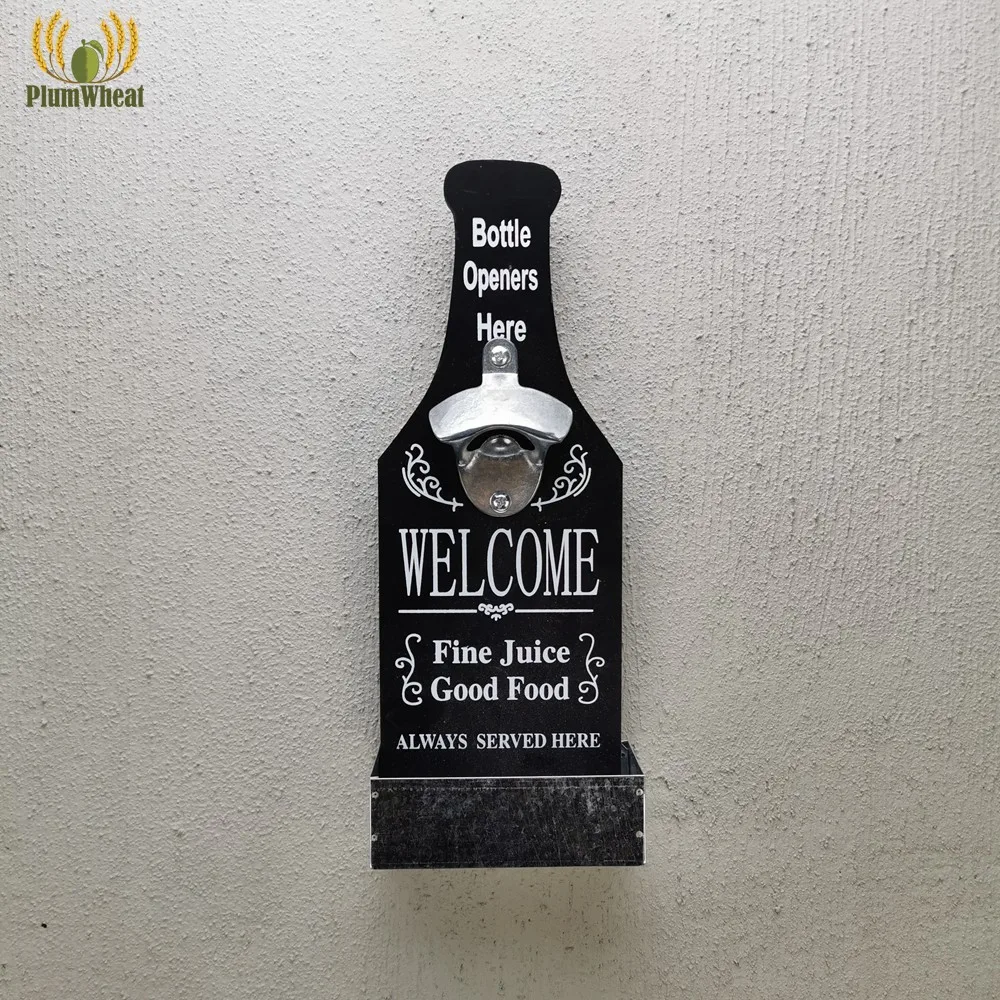 PlumWheat
Bottle
Openers
Here
WELCOME
Fine Juice
Good Food
ALWAYS SERVED HERE